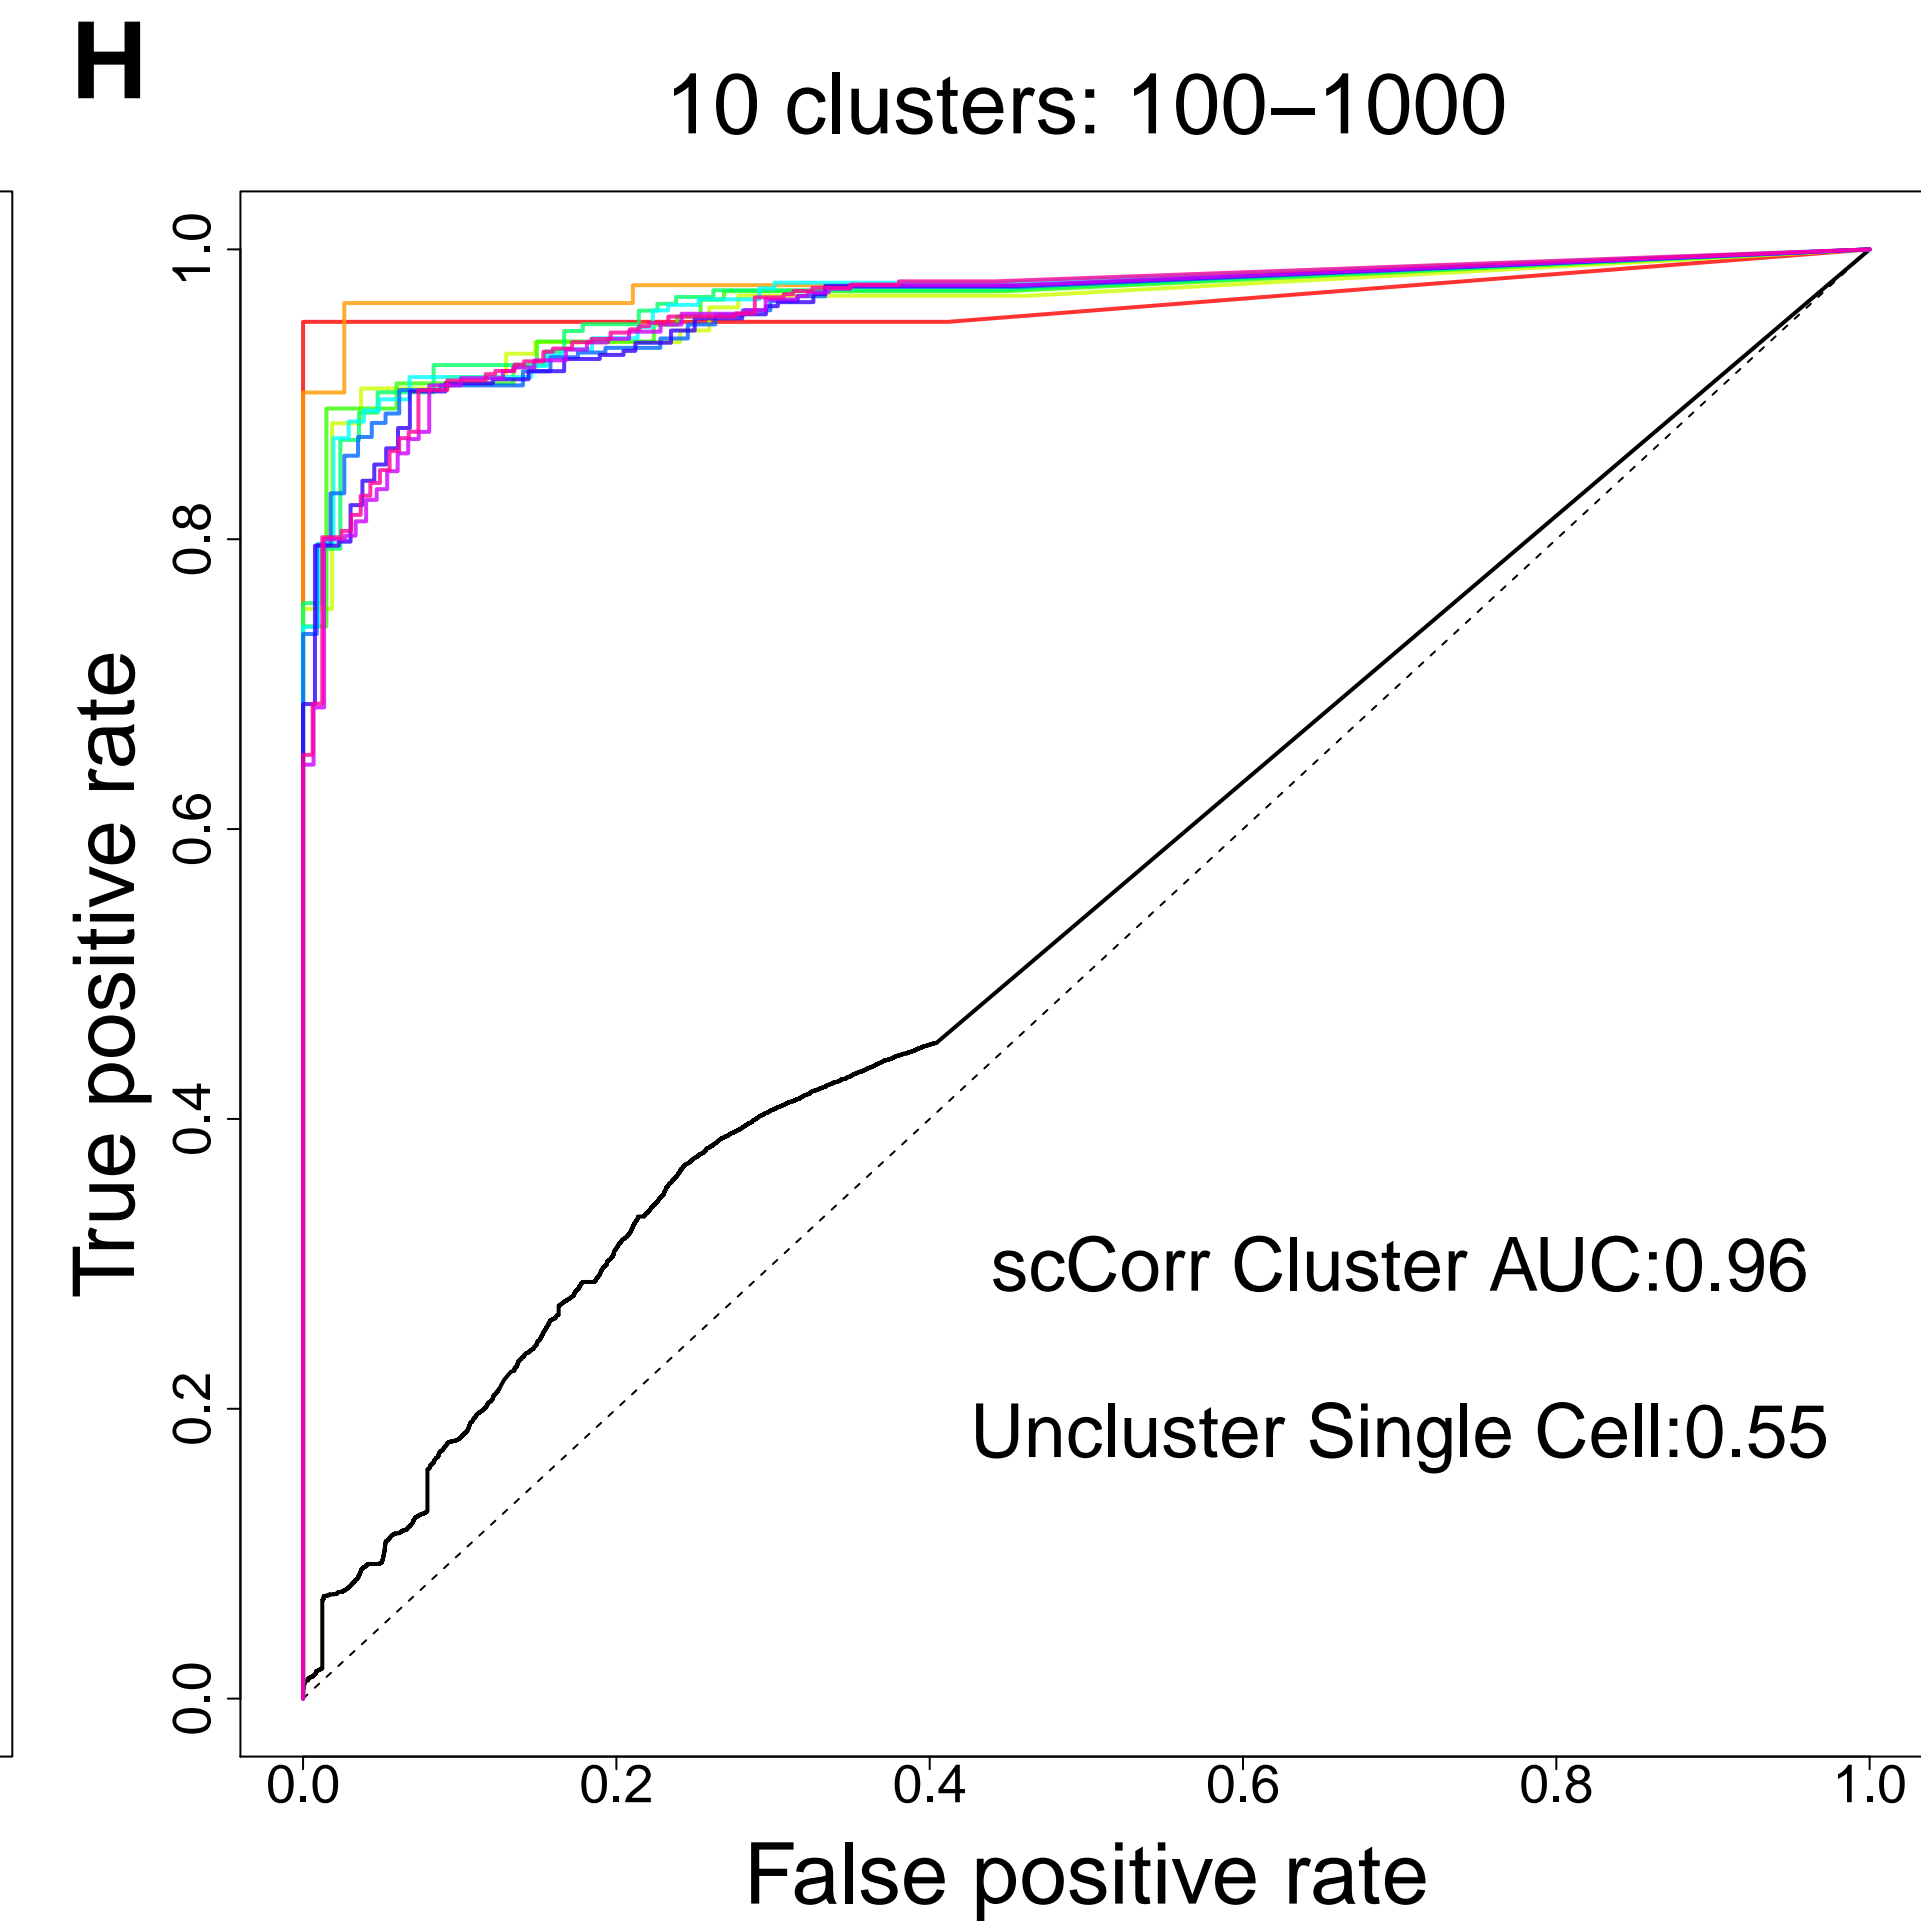 H
10 clusters: 100–1000
True positive rate
1.0
0.8
0.6
0.4
0.2
0.0
scCorr Cluster AUC:0.96
Uncluster Single Cell:0.55
0.0 0.2 0.4 0.6 0.8 1.0
False positive rate